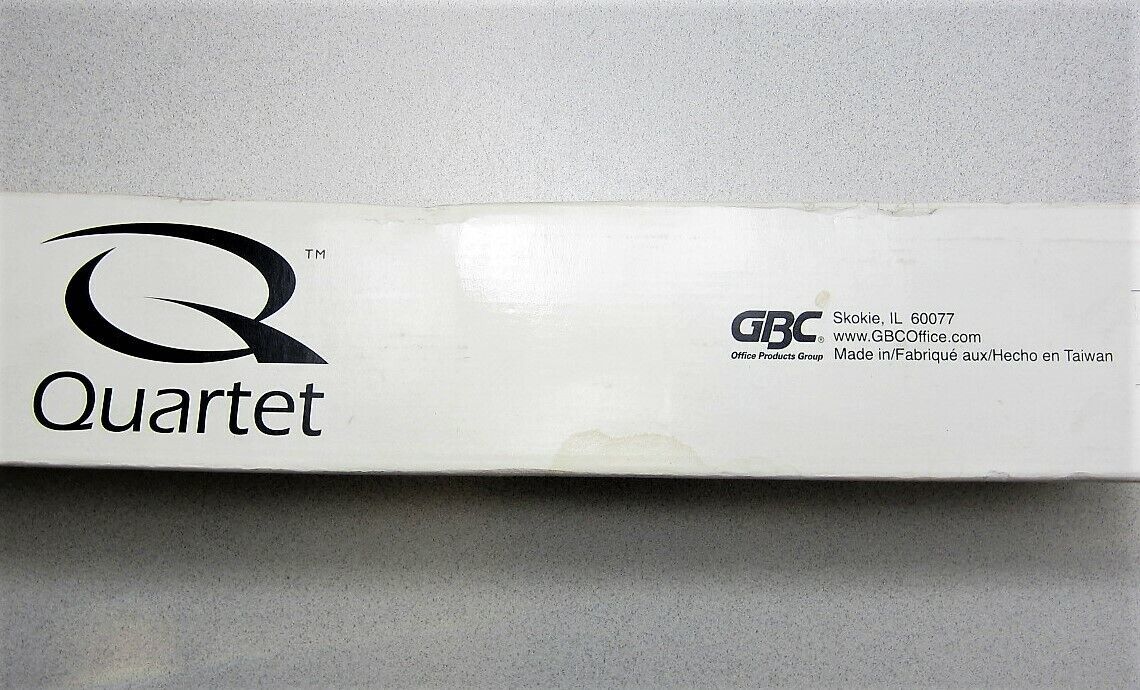 TM
Quartet
GBC® Skokie, IL 60077
www.GBCOffice.com
Office Products Group Made in/Fabriqué aux/Hecho en Taiwan